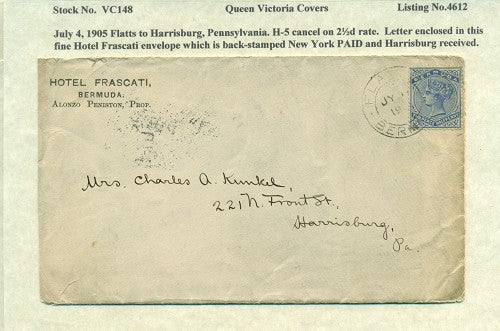 Stock No. VC148 Queen Victoria Covers Listing No.4612
July 4, 1905 Flatts to Harrisburg, Pennsylvania. H-5 cancel on 2½d rate. Letter enclosed in this
fine Hotel Frascati envelope which is back-stamped New York PAID and Harrisburg received.
HOTEL FRASCATI,
BERMUDA.
ALONZO PENISTON, PROP.
JY
BERMUDA
Mrs. Charles A. Kunkel,
221 N. Front St.,
Harrisburg,
Pa.